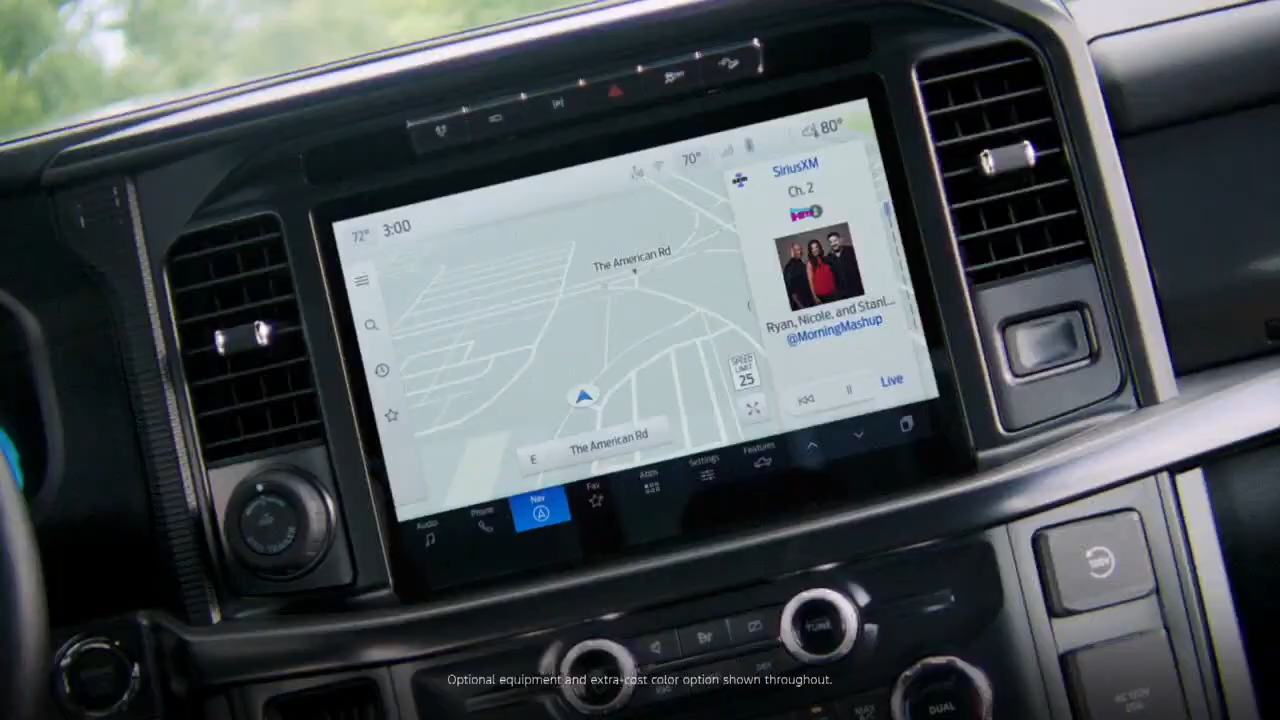 72° 3:00
70°
80°
SiriusXM
Ch. 2
The American Rd
Ryan, Nicole, and Stanl...
@MorningMashup
SPEED
LIMIT
25
Live
E The American Rd
Audio
Phone
Nav
Fav
Apps
Settings
Features
TUNE
DUAL
Optional equipment and extra-cost color option shown throughout.